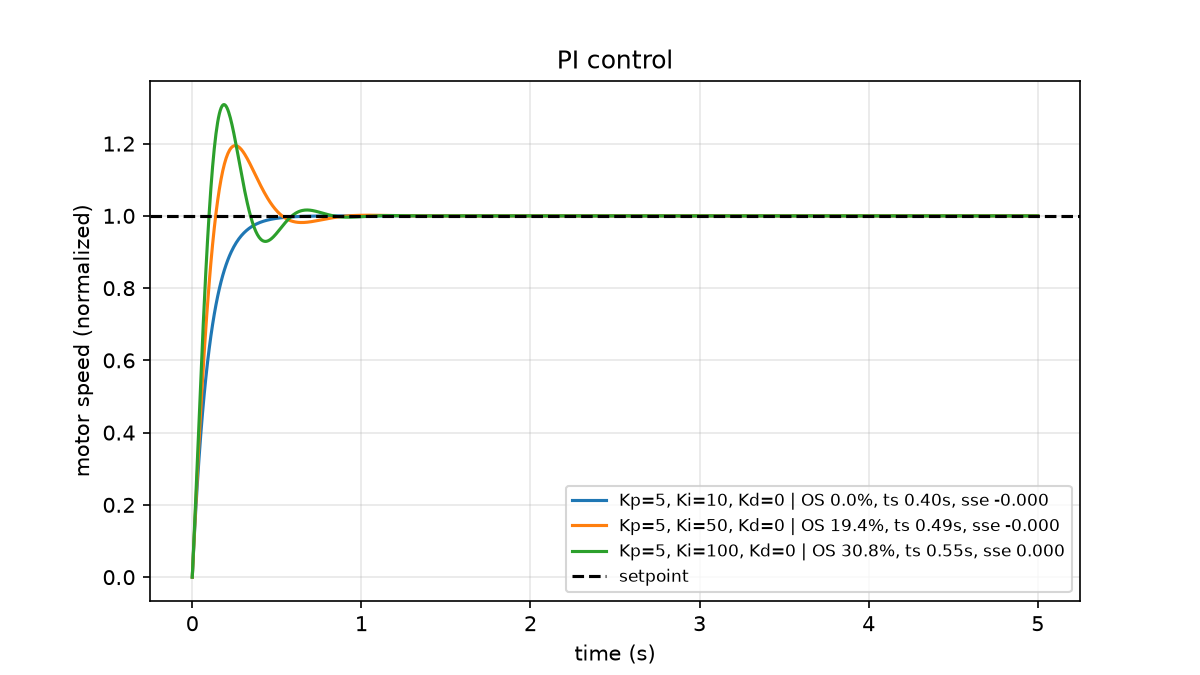 PI control
1.2
1.0
0.8
0.6
0.4
0.2
0.0
motor speed (normalized)
Kp=5, Ki=10, Kd=0 | OS 0.0%, ts 0.40s, sse -0.000
Kp=5, Ki=50, Kd=0 | OS 19.4%, ts 0.49s, sse -0.000
Kp=5, Ki=100, Kd=0 | OS 30.8%, ts 0.55s, sse 0.000
setpoint
0 1 2 3 4 5
time (s)